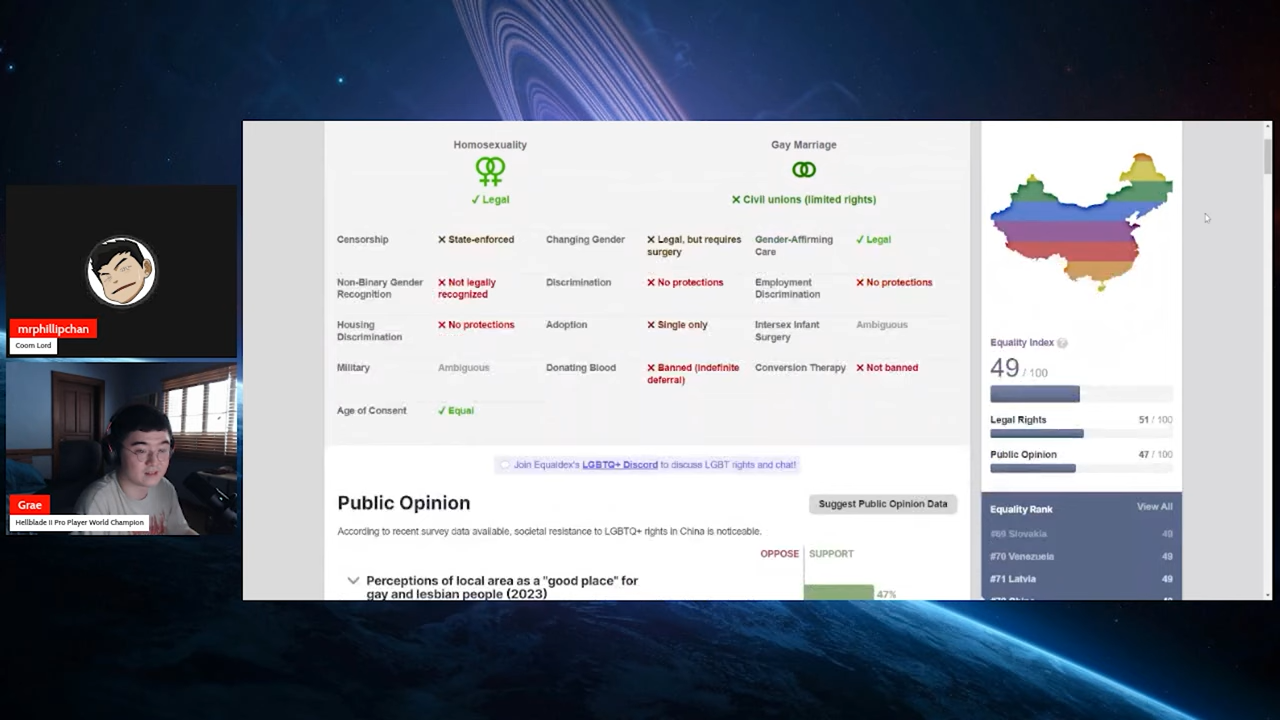 Homosexuality
Gay Marriage
✓ Legal
✕ Civil unions (limited rights)
Censorship
✕ State-enforced
Changing Gender
✕ Legal, but requires
surgery
Gender-Affirming
Care
✓ Legal
Non-Binary Gender
Recognition
✕ Not legally
recognized
Discrimination
✕ No protections
Employment
Discrimination
✕ No protections
Housing
Discrimination
✕ No protections
Adoption
✕ Single only
Intersex Infant
Surgery
Ambiguous
Military
Ambiguous
Donating Blood
✕ Banned (indefinite
deferral)
Conversion Therapy
✕ Not banned
Age of Consent
✓ Equal
Join Equaldex's LGBTQ+ Discord to discuss LGBT rights and chat!
Public Opinion
Suggest Public Opinion Data
According to recent survey data available, societal resistance to LGBTQ+ rights in China is noticeable.
OPPOSE SUPPORT
Perceptions of local area as a "good place" for
gay and lesbian people (2023)
47%
Equality Index ?
49 / 100
Legal Rights 51 / 100
Public Opinion 47 / 100
Equality Rank View All
#69 Slovakia 49
#70 Venezuela 49
#71 Latvia 49
mrphillipchan
Coom Lord
Grae
Hellblade II Pro Player World Champion